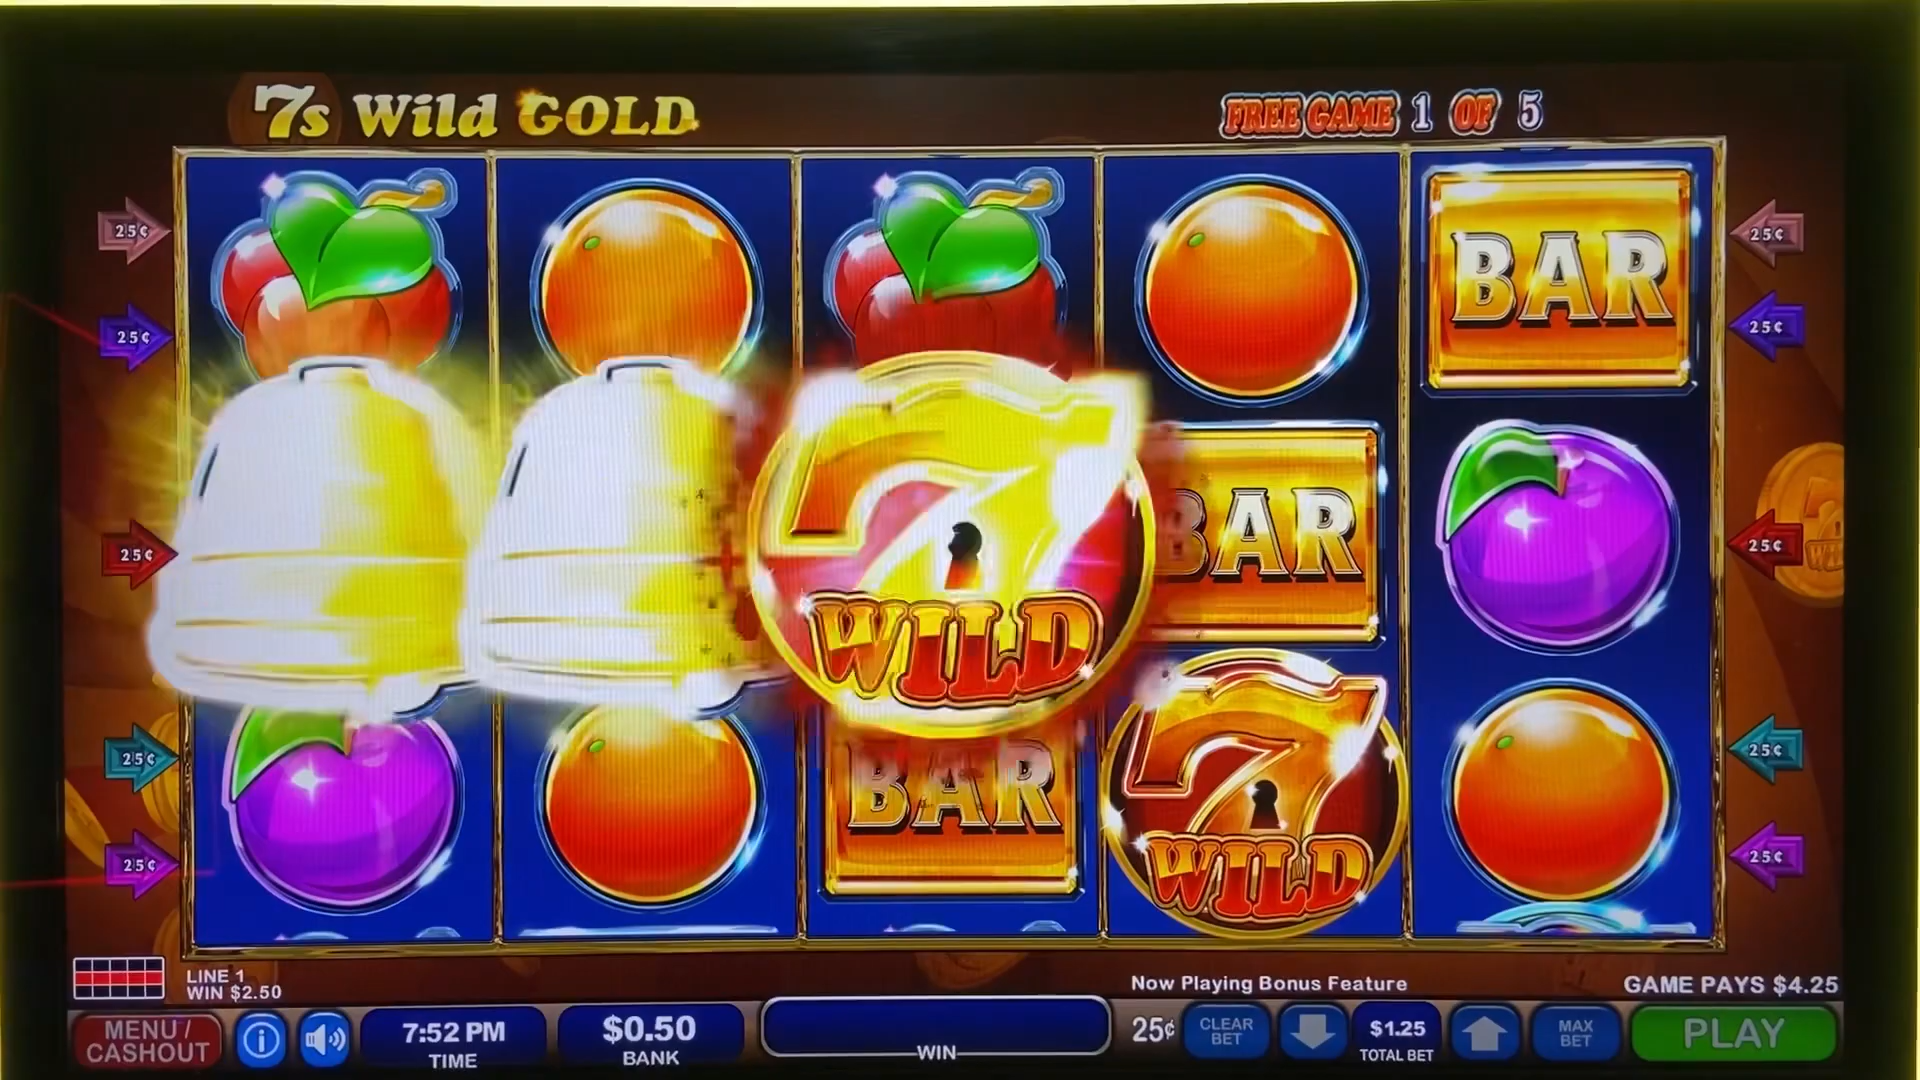 7s Wild GOLD
FREE GAME 1 OF 5
25¢
25¢
BAR
25¢
25¢
7
WILD
BAR
25¢
25¢
25¢
25¢
BAR
7
WILD
25¢
25¢
LINE 1
WIN $2.50
Now Playing Bonus Feature
GAME PAYS $4.25
MENU /
CASHOUT
7:52 PM
TIME
$0.50
BANK
WIN
25¢
CLEAR
BET
$1.25
TOTAL BET
MAX
BET
PLAY